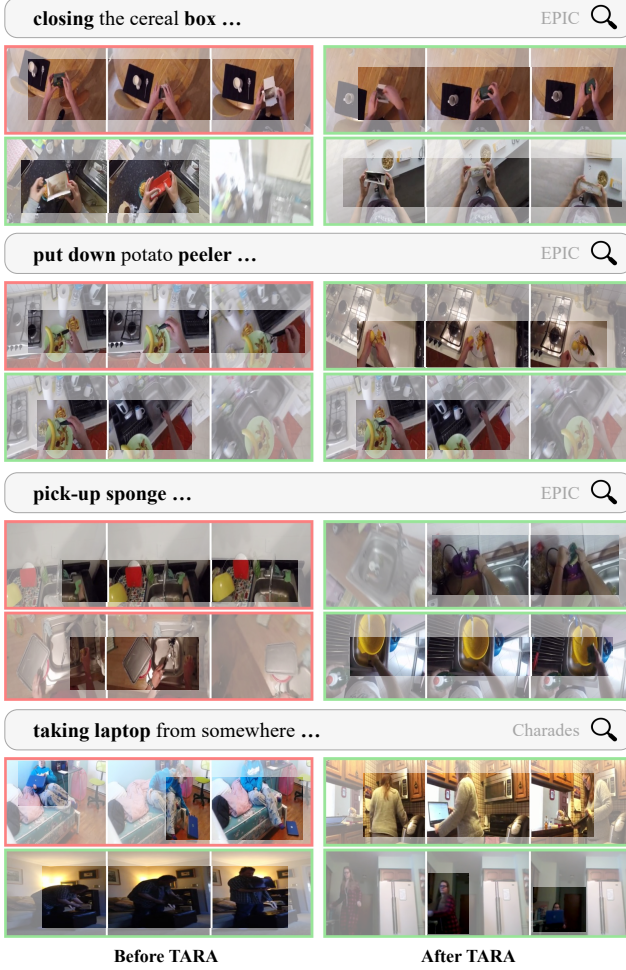 closing the cereal box ... EPIC
put down potato peeler ... EPIC
pick-up sponge ... EPIC
taking laptop from somewhere ... Charades
Before TARA After TARA